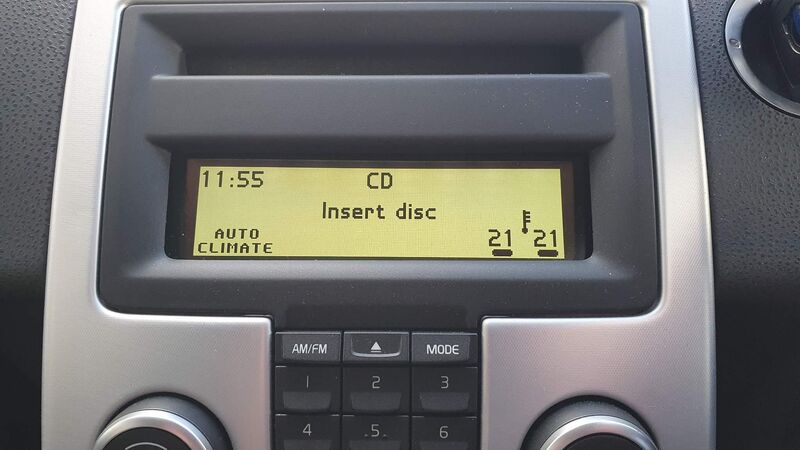 11:55 CD
Insert disc
AUTO
CLIMATE 21 21
AM/FM MODE
1 2 3
4 .5. 6